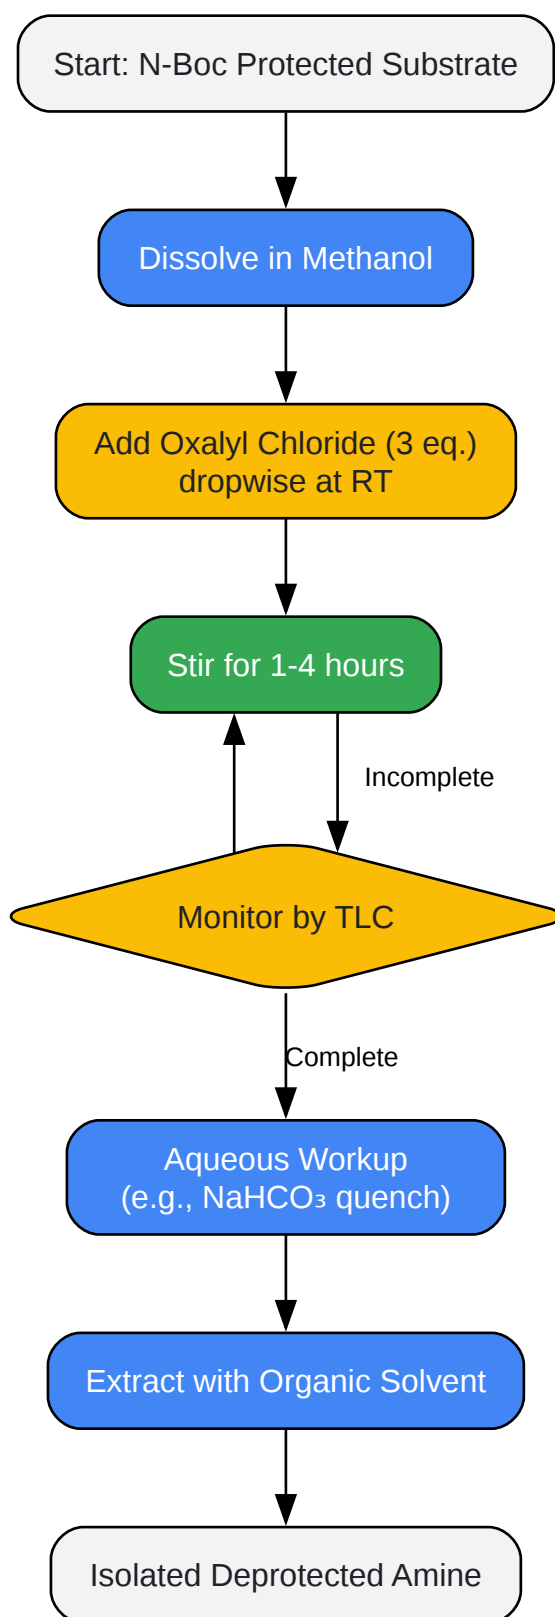 Start: N-Boc Protected Substrate
Dissolve in Methanol
Add Oxalyl Chloride (3 eq.)
dropwise at RT
Stir for 1-4 hours
Incomplete
Monitor by TLC
Complete
Aqueous Workup
(e.g., NaHCO₃ quench)
Extract with Organic Solvent
Isolated Deprotected Amine